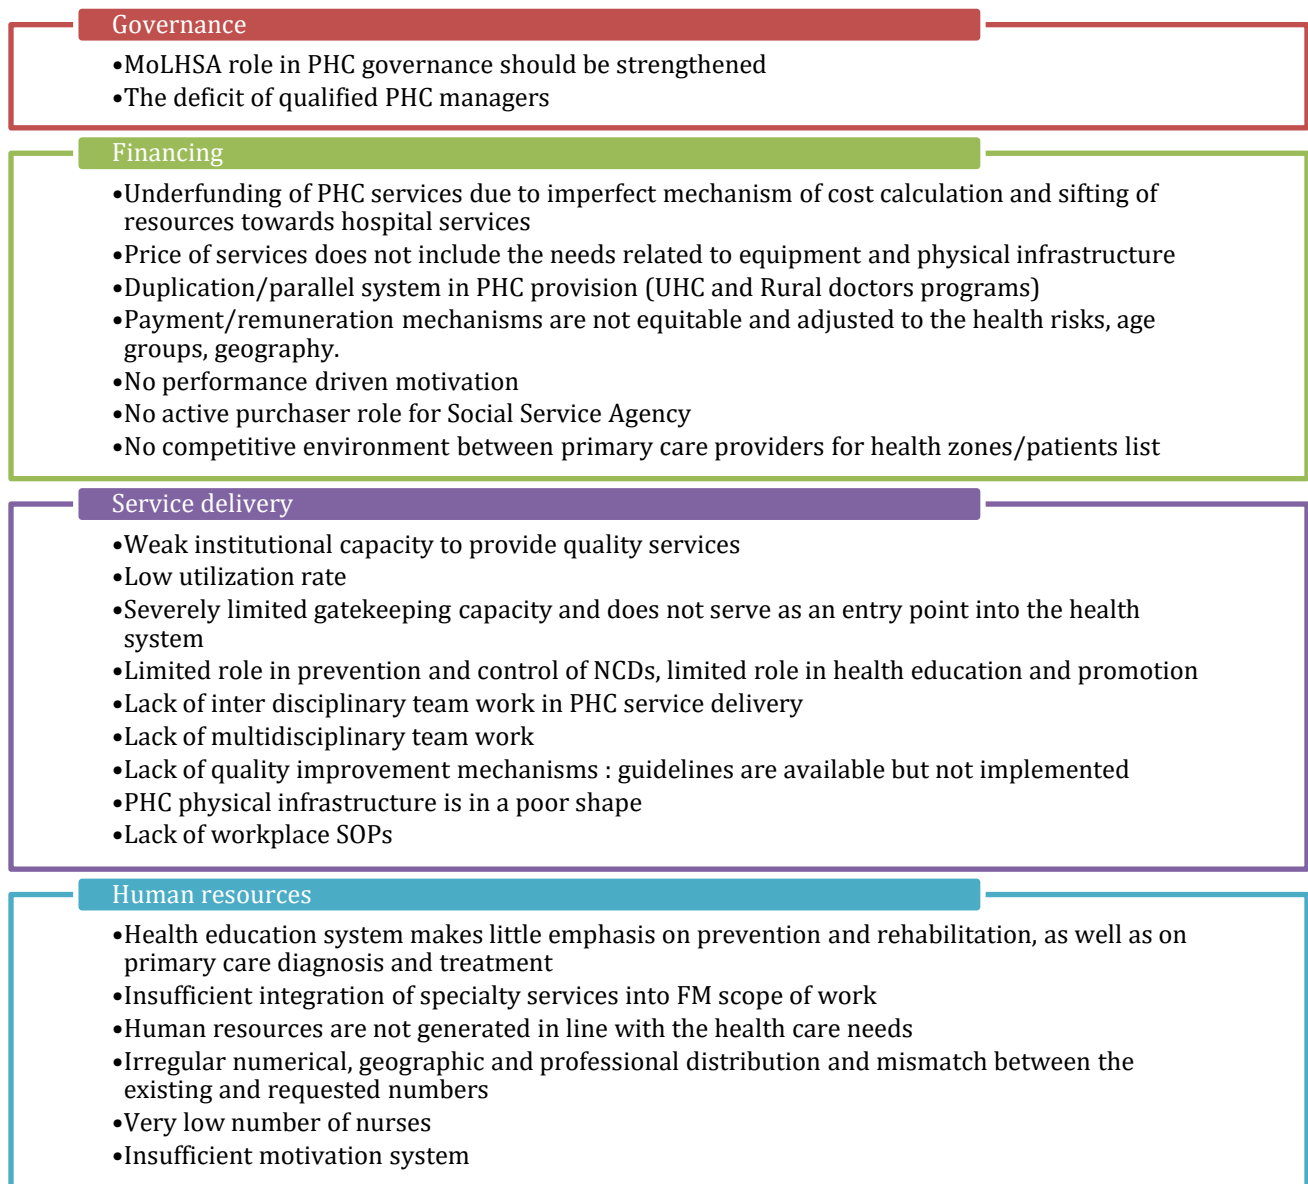 Governance
•MoLHSA role in PHC governance should be strengthened
•The deficit of qualified PHC managers
Financing
•Underfunding of PHC services due to imperfect mechanism of cost calculation and sifting of
resources towards hospital services
•Price of services does not include the needs related to equipment and physical infrastructure
•Duplication/parallel system in PHC provision (UHC and Rural doctors programs)
•Payment/remuneration mechanisms are not equitable and adjusted to the health risks, age
groups, geography.
•No performance driven motivation
•No active purchaser role for Social Service Agency
•No competitive environment between primary care providers for health zones/patients list
Service delivery
•Weak institutional capacity to provide quality services
•Low utilization rate
•Severely limited gatekeeping capacity and does not serve as an entry point into the health
system
•Limited role in prevention and control of NCDs, limited role in health education and promotion
•Lack of inter disciplinary team work in PHC service delivery
•Lack of multidisciplinary team work
•Lack of quality improvement mechanisms : guidelines are available but not implemented
•PHC physical infrastructure is in a poor shape
•Lack of workplace SOPs
Human resources
•Health education system makes little emphasis on prevention and rehabilitation, as well as on
primary care diagnosis and treatment
•Insufficient integration of specialty services into FM scope of work
•Human resources are not generated in line with the health care needs
•Irregular numerical, geographic and professional distribution and mismatch between the
existing and requested numbers
•Very low number of nurses
•Insufficient motivation system